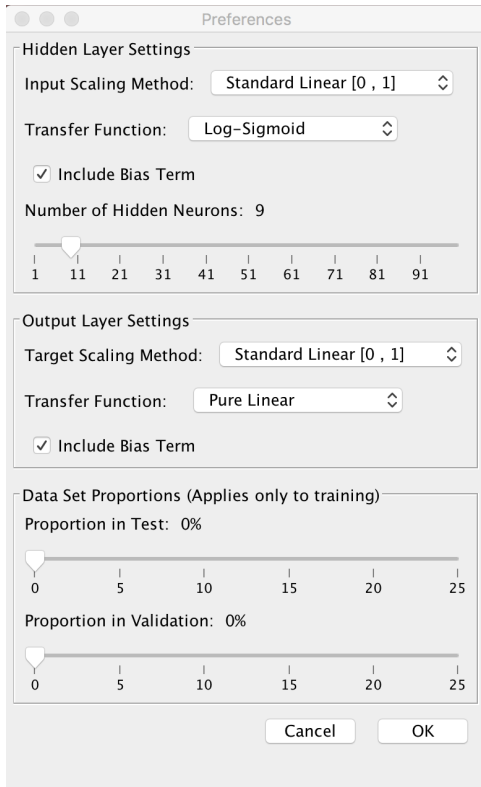 Preferences
Hidden Layer Settings
Input Scaling Method: Standard Linear [0 , 1]
Transfer Function: Log-Sigmoid
Include Bias Term
Number of Hidden Neurons: 9
1 11 21 31 41 51 61 71 81 91
Output Layer Settings
Target Scaling Method: Standard Linear [0 , 1]
Transfer Function: Pure Linear
Include Bias Term
Data Set Proportions (Applies only to training)
Proportion in Test: 0%
0 5 10 15 20 25
Proportion in Validation: 0%
0 5 10 15 20 25
Cancel OK